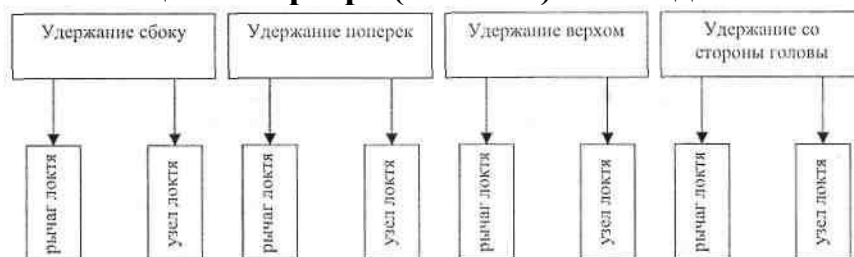 Удержание сбоку
Удержание поперек
Удержание верхом
Удержание со
стороны головы
рычаг локтя
узел локтя
рычаг локтя
узел локтя
рычаг локтя
узел локтя
рычаг локтя
узел локтя